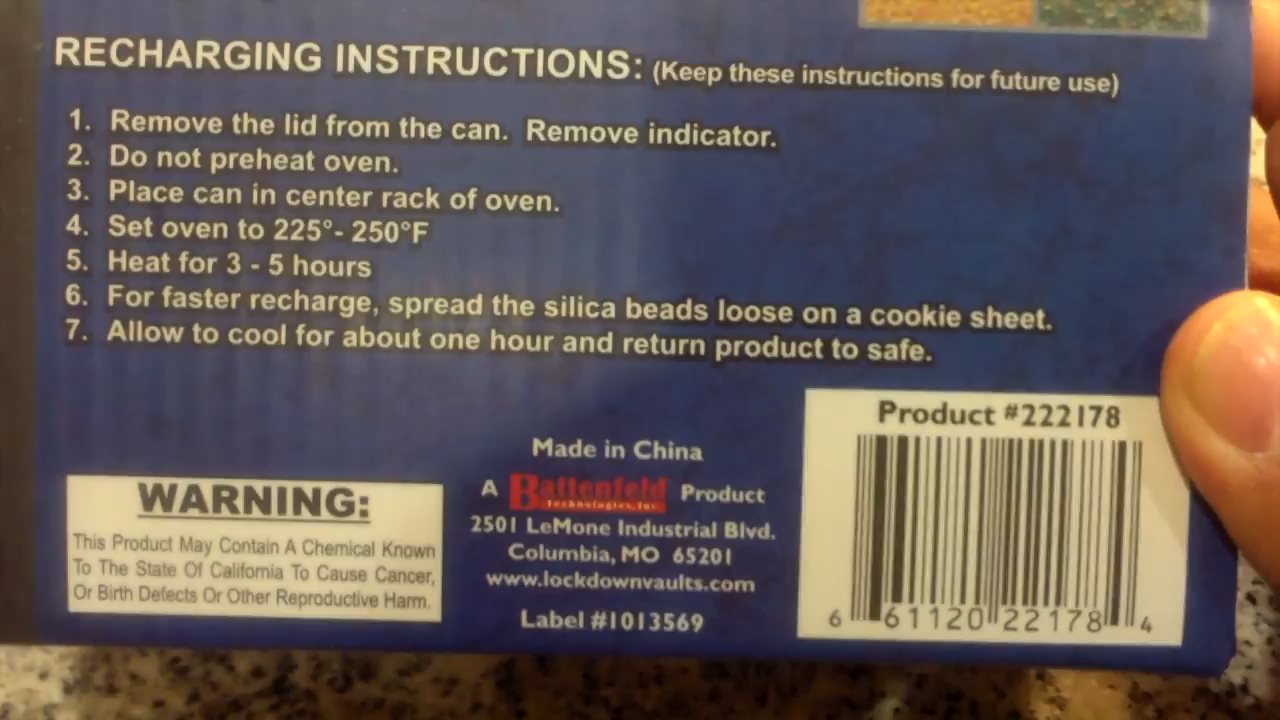 RECHARGING INSTRUCTIONS: (Keep these instructions for future use)
1. Remove the lid from the can. Remove indicator.
2. Do not preheat oven.
3. Place can in center rack of oven.
4. Set oven to 225°- 250°F
5. Heat for 3 - 5 hours
6. For faster recharge, spread the silica beads loose on a cookie sheet.
7. Allow to cool for about one hour and return product to safe.
WARNING:
This Product May Contain A Chemical Known
To The State Of California To Cause Cancer,
Or Birth Defects Or Other Reproductive Harm.
Made in China
A Battenfeld Product
Technologies, Inc.
2501 LeMone Industrial Blvd.
Columbia, MO 65201
www.lockdownvaults.com
Label #1013569
Product #222178
6 61120 22178 4